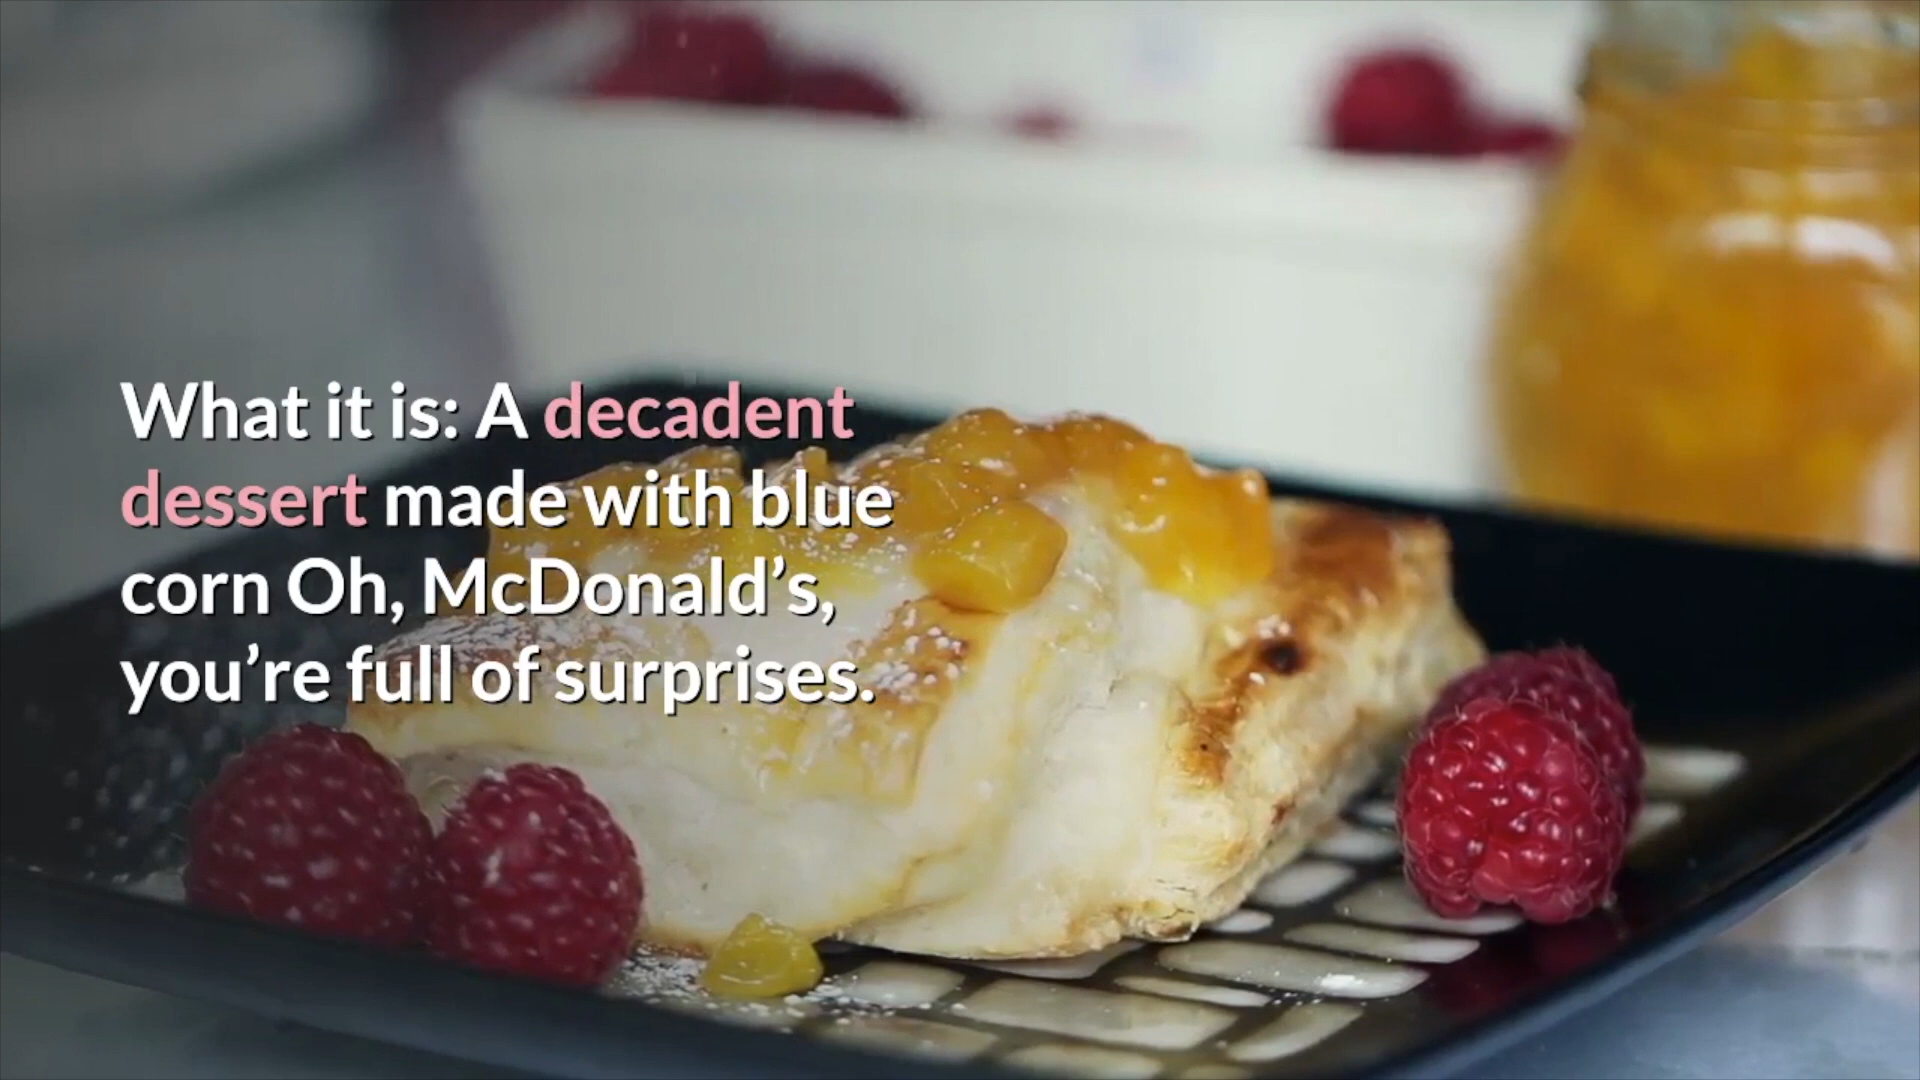 What it is: A decadent
dessert made with blue
corn Oh, McDonald’s,
you’re full of surprises.